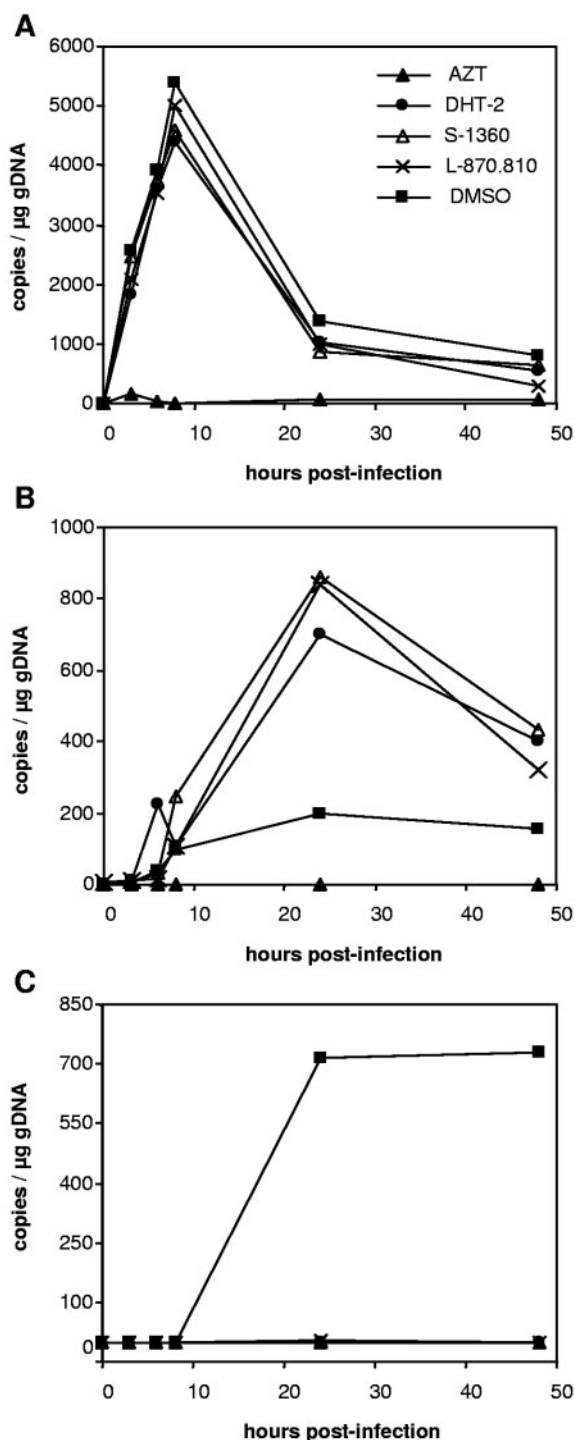 A
6000
5000
4000
3000
2000
1000
0
copies / µg gDNA
AZT
DHT-2
S-1360
L-870.810
DMSO
0 10 20 30 40 50
hours post-infection
B
1000
800
600
400
200
0
copies / µg gDNA
0 10 20 30 40 50
hours post-infection
C
850
700
550
400
250
100
0
copies / µg gDNA
0 10 20 30 40 50
hours post-infection